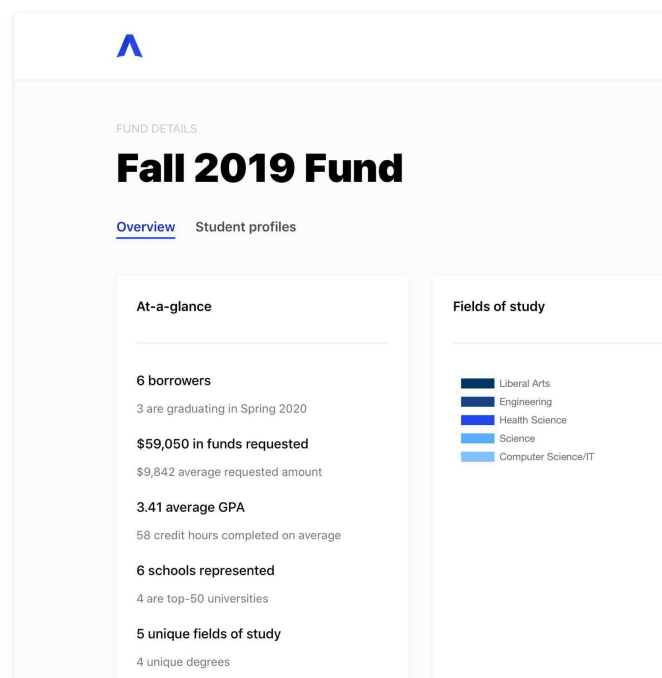 FUND DETAILS
Fall 2019 Fund
Overview Student profiles
At-a-glance
6 borrowers
3 are graduating in Spring 2020
$59,050 in funds requested
$9,842 average requested amount
3.41 average GPA
58 credit hours completed on average
6 schools represented
4 are top-50 universities
5 unique fields of study
4 unique degrees
Fields of study
Liberal Arts
Engineering
Health Science
Science
Computer Science/IT